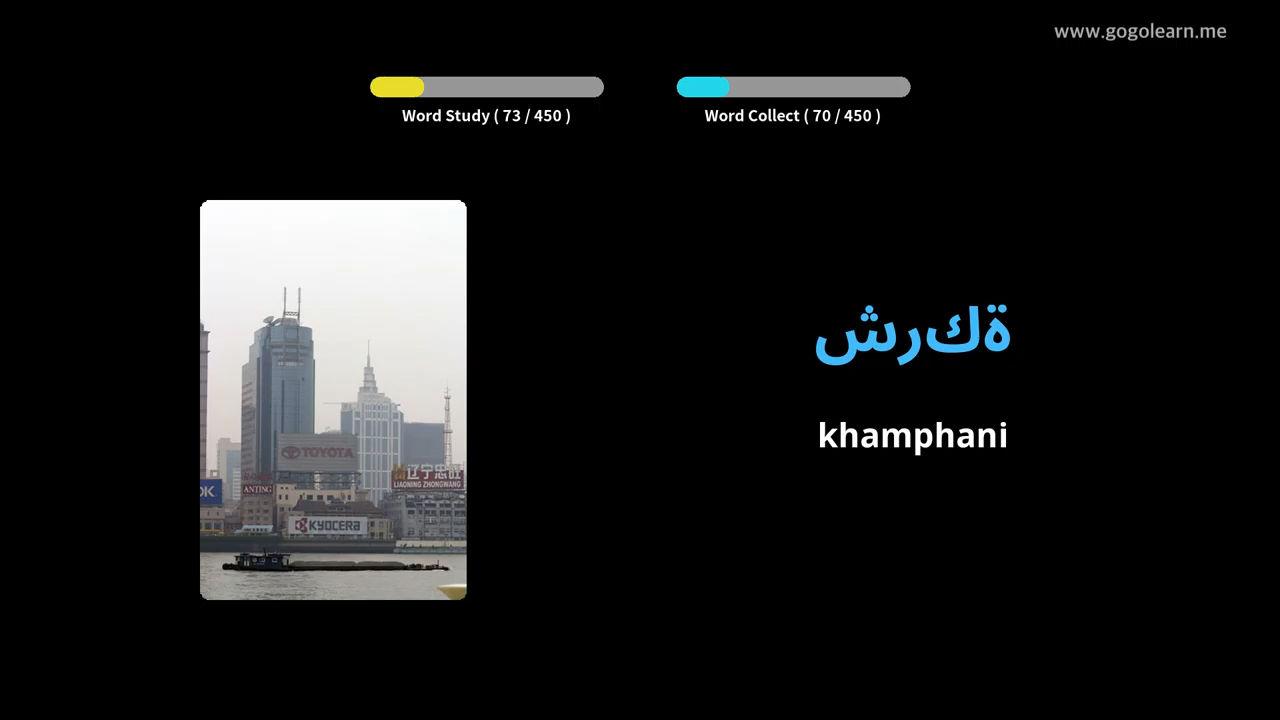 www.gogolearn.me
Word Study ( 73 / 450 )
Word Collect ( 70 / 450 )
شركة
khamphani
TOYOTA
辽宁忠旺
LIAONING ZHONGWANG
OK
ANTING
KYOCERA